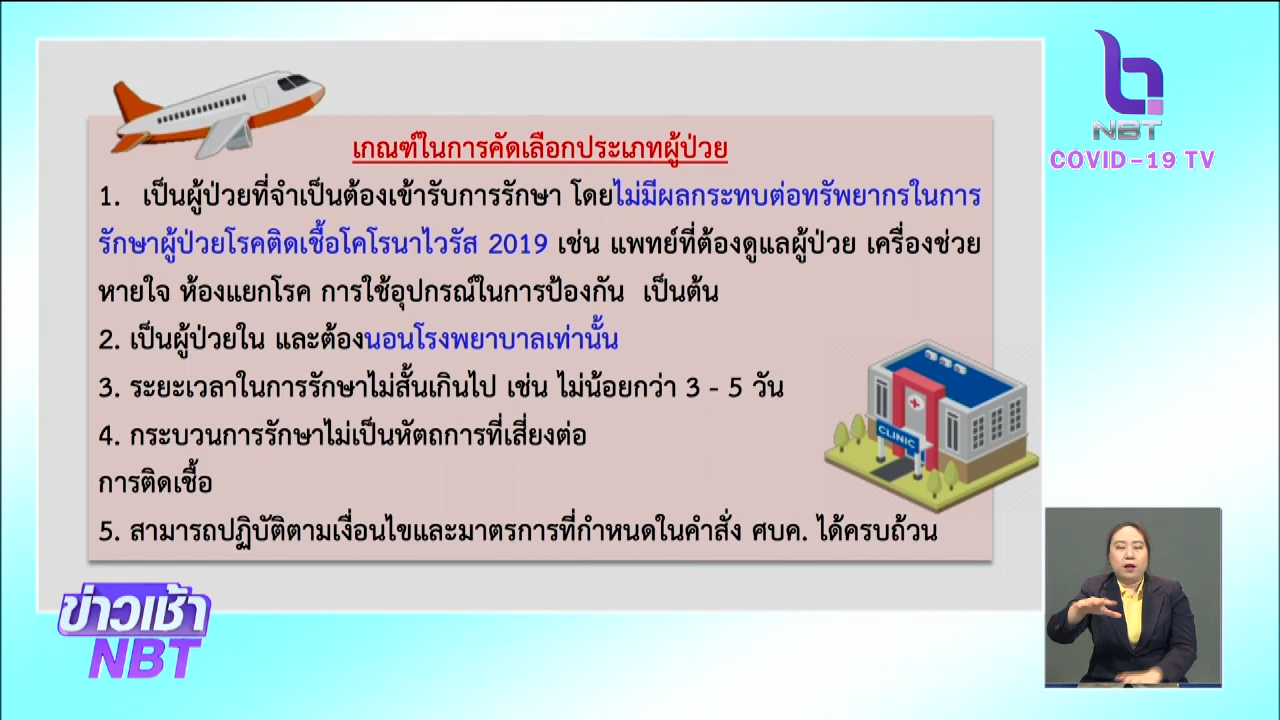 เกณฑ์ในการคัดเลือกประเภทผู้ป่วย
1. เป็นผู้ป่วยที่จำเป็นต้องเข้ารับการรักษา โดยไม่มีผลกระทบต่อทรัพยากรในการ
รักษาผู้ป่วยโรคติดเชื้อโคโรนาไวรัส 2019 เช่น แพทย์ที่ต้องดูแลผู้ป่วย เครื่องช่วย
หายใจ ห้องแยกโรค การใช้อุปกรณ์ในการป้องกัน เป็นต้น
2. เป็นผู้ป่วยใน และต้องนอนโรงพยาบาลเท่านั้น
3. ระยะเวลาในการรักษาไม่สั้นเกินไป เช่น ไม่น้อยกว่า 3 - 5 วัน
4. กระบวนการรักษาไม่เป็นหัตถการที่เสี่ยงต่อ
การติดเชื้อ
5. สามารถปฏิบัติตามเงื่อนไขและมาตรการที่กำหนดในคำสั่ง ศบค. ได้ครบถ้วน
CLINIC
NBT
COVID-19 TV
ข่าวเช้า
NBT